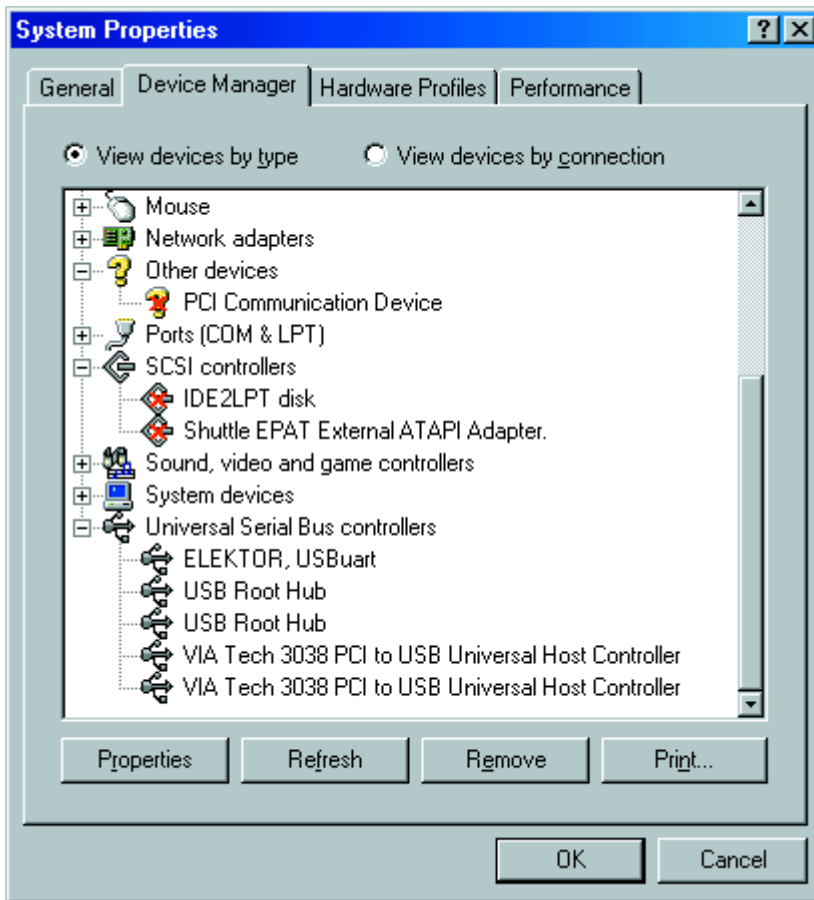 System Properties
General Device Manager Hardware Profiles Performance
View devices by type View devices by connection
Mouse
Network adapters
Other devices
PCI Communication Device
Ports (COM & LPT)
SCSI controllers
IDE2LPT disk
Shuttle EPAT External ATAPI Adapter.
Sound, video and game controllers
System devices
Universal Serial Bus controllers
ELEKTOR, USBuart
USB Root Hub
USB Root Hub
VIA Tech 3038 PCI to USB Universal Host Controller
VIA Tech 3038 PCI to USB Universal Host Controller
Properties Refresh Remove Print...
OK Cancel